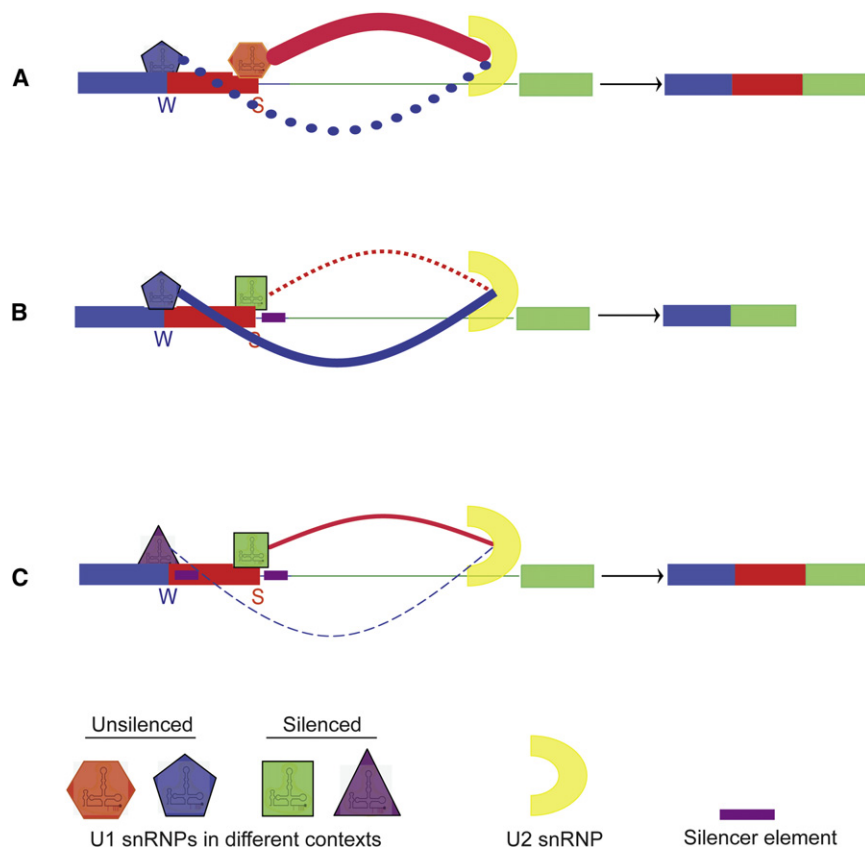 A
W
S
B
W
S
C
W
S
Unsilenced
Silenced
U1 snRNPs in different contexts
U2 snRNP
Silencer element